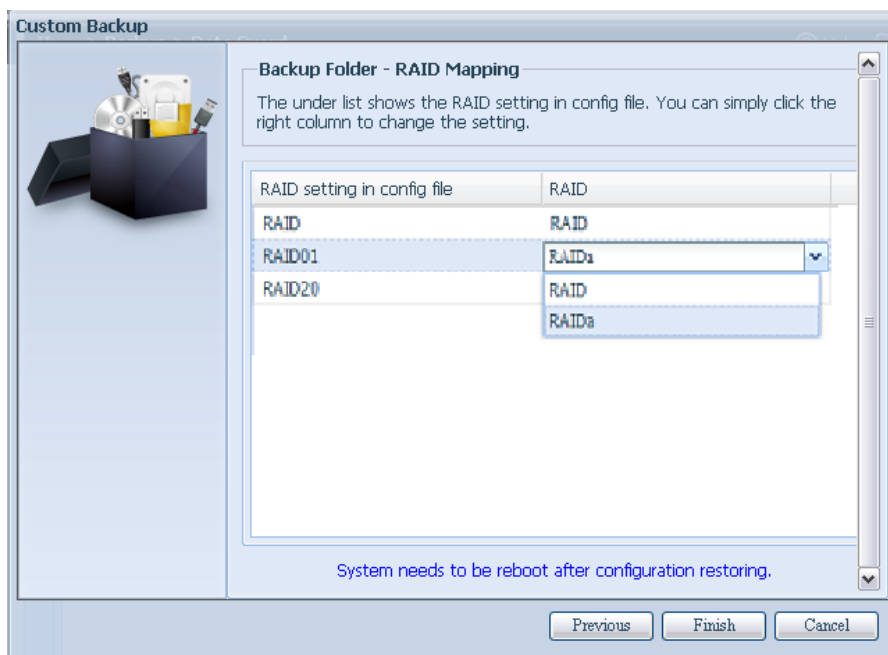 Custom Backup
Backup Folder - RAID Mapping
The under list shows the RAID setting in config file. You can simply click the
right column to change the setting.
RAID setting in config file RAID
RAID RAID
RAID01 RAIDa
RAID20 RAID
RAIDa
System needs to be reboot after configuration restoring.
Previous Finish Cancel